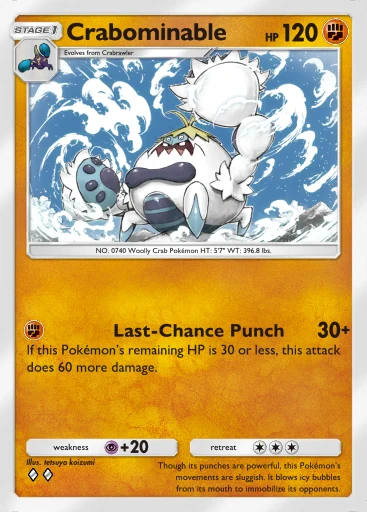 STAGE 1 Crabominable HP 120
Evolves from Crabrawler
NO. 0740 Woolly Crab Pokémon HT: 5'7" WT: 396.8 lbs.
Last-Chance Punch 30+
If this Pokémon's remaining HP is 30 or less, this attack
does 60 more damage.
weakness +20 retreat
Illus. tetsuya koizumi
Though its punches are powerful, this Pokémon's
movements are sluggish. It blows icy bubbles
from its mouth to immobilize its opponents.